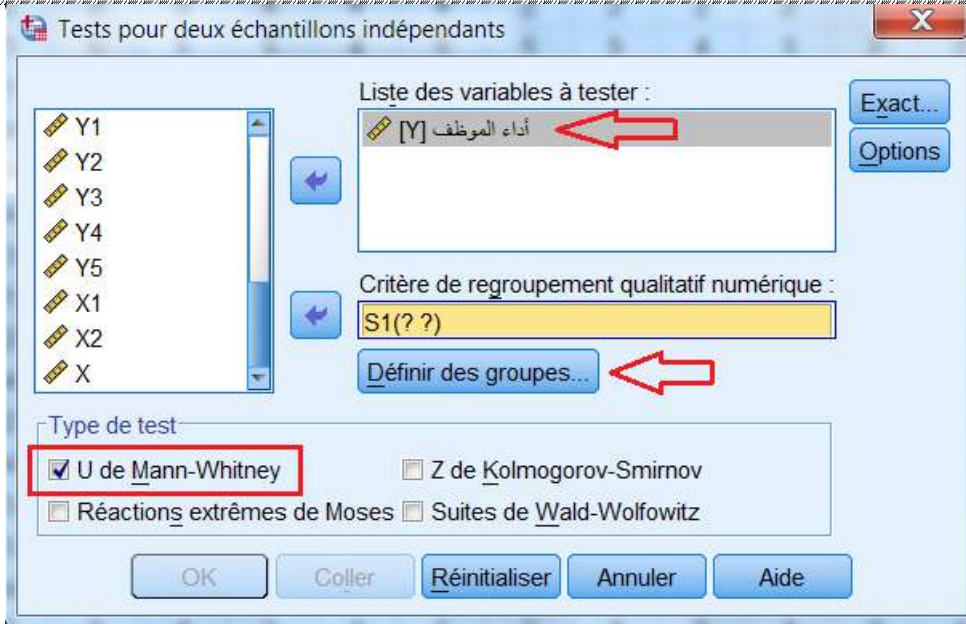 Tests pour deux échantillons indépendants
X
Y1
Y2
Y3
Y4
Y5
X1
X2
X
Liste des variables à tester :
أداء الموظف [Y]
Exact...
Options
Critère de regroupement qualitatif numérique :
S1(? ?)
Définir des groupes...
Type de test
U de Mann-Whitney
Z de Kolmogorov-Smirnov
Réactions extrêmes de Moses
Suites de Wald-Wolfowitz
OK
Coller
Réinitialiser
Annuler
Aide